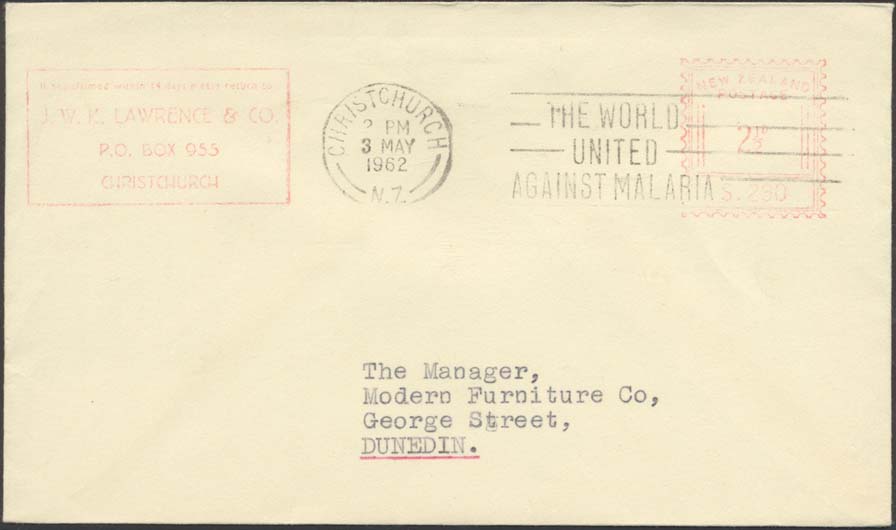 If unclaimed within 14 days please return to
J. W. K. LAWRENCE & CO.
P.O. BOX 955
CHRISTCHURCH
CHRISTCHURCH
PM
3 MAY
1962
N.Z.
THE WORLD
UNITED
AGAINST MALARIA
NEW ZEALAND
POSTAGE
2½D
S. 290
The Manager,
Modern Furniture Co,
George Street,
DUNEDIN.